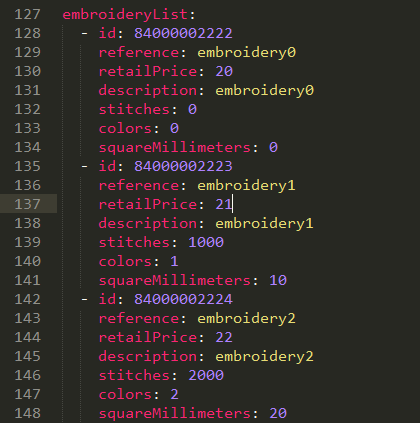 127 embroideryList:
128 - id: 84000002222
129 reference: embroidery0
130 retailPrice: 20
131 description: embroidery0
132 stitches: 0
133 colors: 0
134 squareMillimeters: 0
135 - id: 84000002223
136 reference: embroidery1
137 retailPrice: 21
138 description: embroidery1
139 stitches: 1000
140 colors: 1
141 squareMillimeters: 10
142 - id: 84000002224
143 reference: embroidery2
144 retailPrice: 22
145 description: embroidery2
146 stitches: 2000
147 colors: 2
148 squareMillimeters: 20